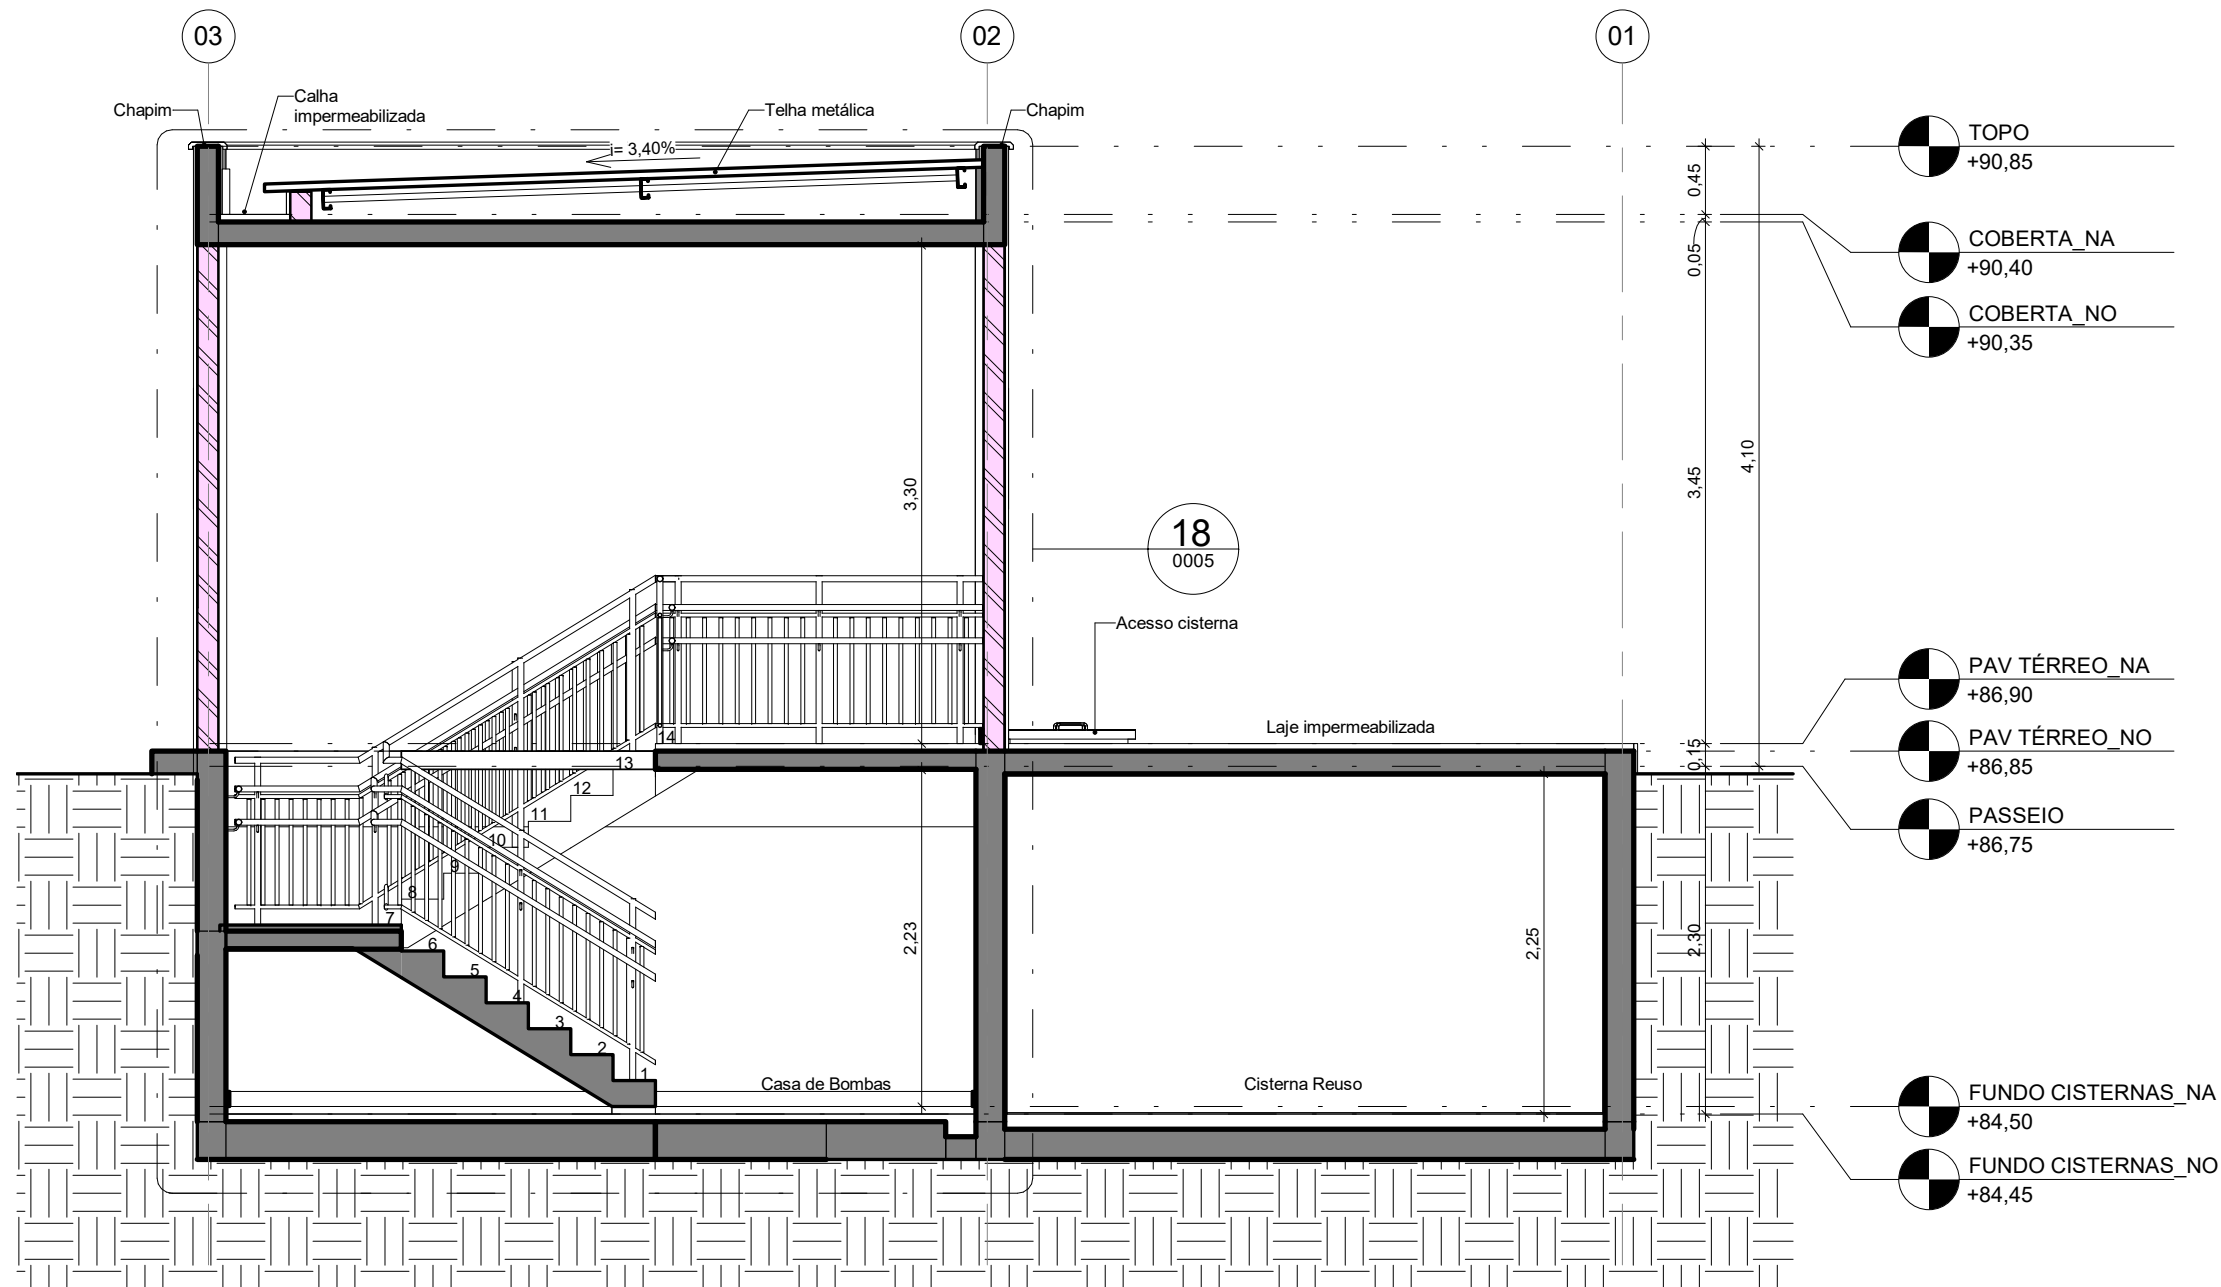 03
02
01
Chapim
Calha
impermeabilizada
Telha metálica
Chapim
i= 3,40%
TOPO
+90,85
0,45
COBERTA_NA
+90,40
0,05
COBERTA_NO
+90,35
3,30
3,45
4,10
18
0005
Acesso cisterna
Laje impermeabilizada
PAV TÉRREO_NA
+86,90
0,15
PAV TÉRREO_NO
+86,85
PASSEIO
+86,75
14
13
12
11
10
9
8
7
6
5
4
3
2
1
2,23
2,25
2,30
Casa de Bombas
Cisterna Reuso
FUNDO CISTERNAS_NA
+84,50
FUNDO CISTERNAS_NO
+84,45